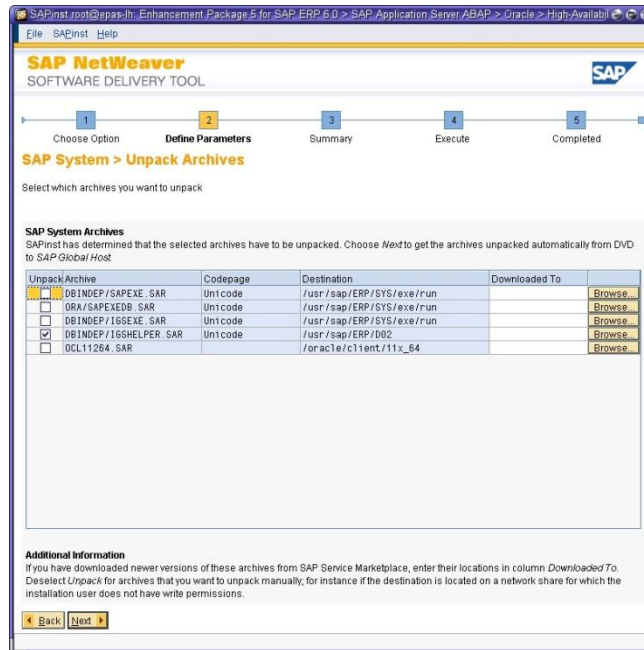 SAPinst root@epas-lh: Enhancement Package 5 for SAP ERP 6.0 > SAP Application Server ABAP > Oracle > High-Availabil
File SAPinst Help
SAP NetWeaver
SOFTWARE DELIVERY TOOL
SAP
1 2 3 4 5
Choose Option Define Parameters Summary Execute Completed
SAP System > Unpack Archives
Select which archives you want to unpack
SAP System Archives
SAPinst has determined that the selected archives have to be unpacked. Choose Next to get the archives unpacked automatically from DVD
to SAP Global Host.
Unpack Archive Codepage Destination Downloaded To
DBINDEP/SAPEXE.SAR Unicode /usr/sap/ERP/SYS/exe/run Browse...
ORA/SAPEXEDB.SAR Unicode /usr/sap/ERP/SYS/exe/run Browse...
DBINDEP/IGSEXE.SAR Unicode /usr/sap/ERP/SYS/exe/run Browse...
DBINDEP/IGSHELPER.SAR Unicode /usr/sap/ERP/D02 Browse...
OCL11264.SAR /oracle/client/11x_64 Browse...
Additional Information
If you have downloaded newer versions of these archives from SAP Service Marketplace, enter their locations in column Downloaded To.
Deselect Unpack for archives that you want to unpack manually; for instance if the destination is located on a network share for which the
installation user does not have write permissions.
Back Next